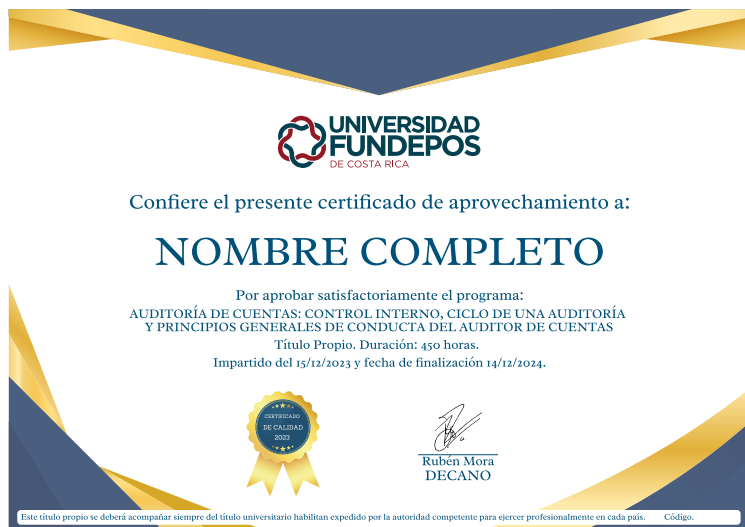 UNIVERSIDAD
FUNDEPOS
DE COSTA RICA
Confiere el presente certificado de aprovechamiento a:
NOMBRE COMPLETO
Por aprobar satisfactoriamente el programa:
AUDITORÍA DE CUENTAS: CONTROL INTERNO, CICLO DE UNA AUDITORÍA
Y PRINCIPIOS GENERALES DE CONDUCTA DEL AUDITOR DE CUENTAS
Título Propio. Duración: 450 horas.
Impartido del 15/12/2023 y fecha de finalización 14/12/2024.
CERTIFICADO
DE CALIDAD
2023
Rubén Mora
DECANO
Este título propio se deberá acompañar siempre del título universitario habilitan expedido por la autoridad competente para ejercer profesionalmente en cada país. Código.